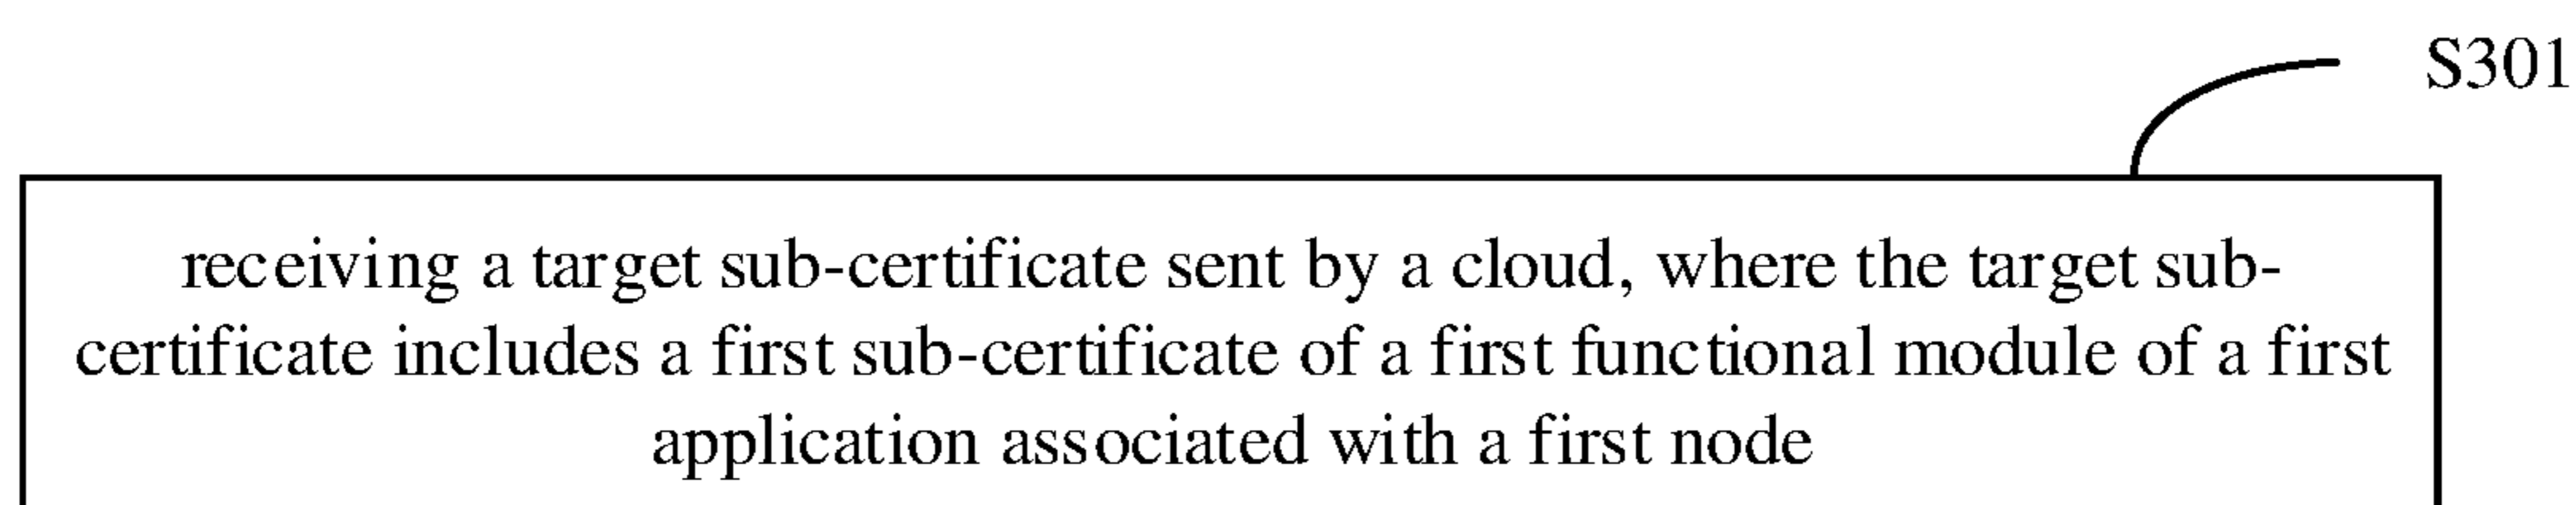 S301
receiving a target sub-certificate sent by a cloud, where the target sub-
certificate includes a first sub-certificate of a first functional module of a first
application associated with a first node